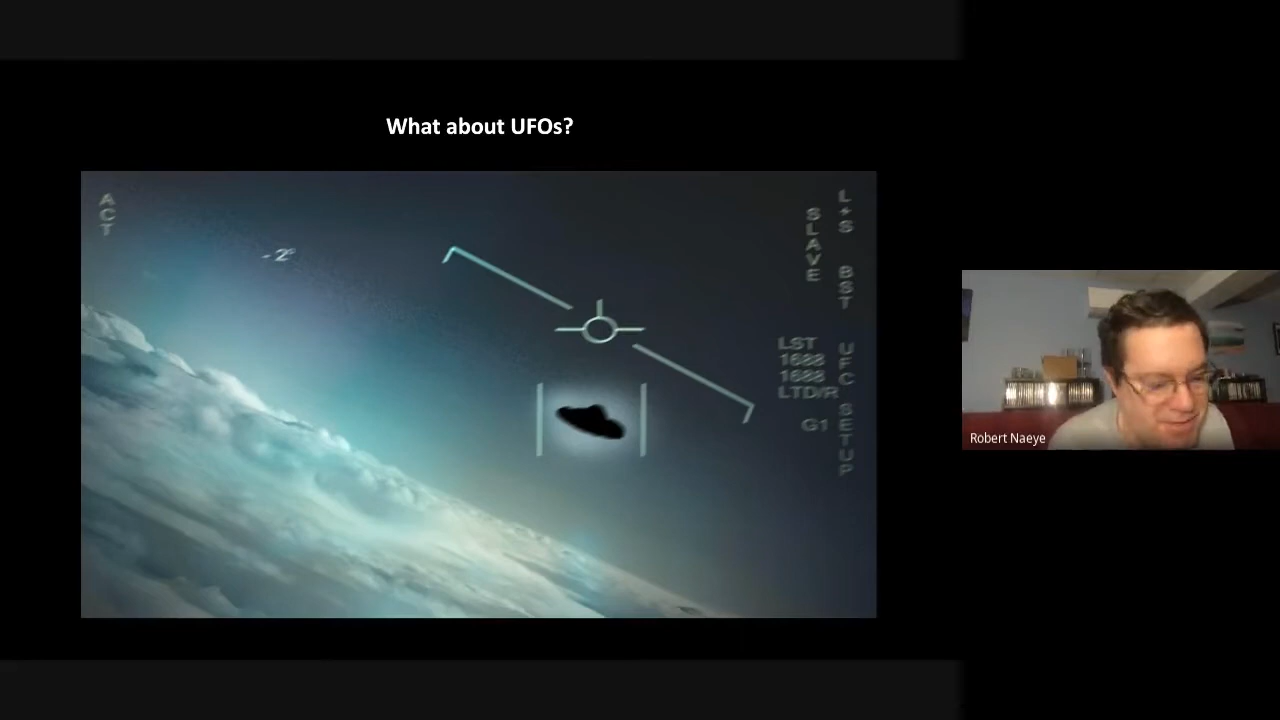 What about UFOs?
ACT
- 2°
L+S BST UFC SETUP
SLAVE
LST
1688
1688
LTD/R
G1
Robert Naeye